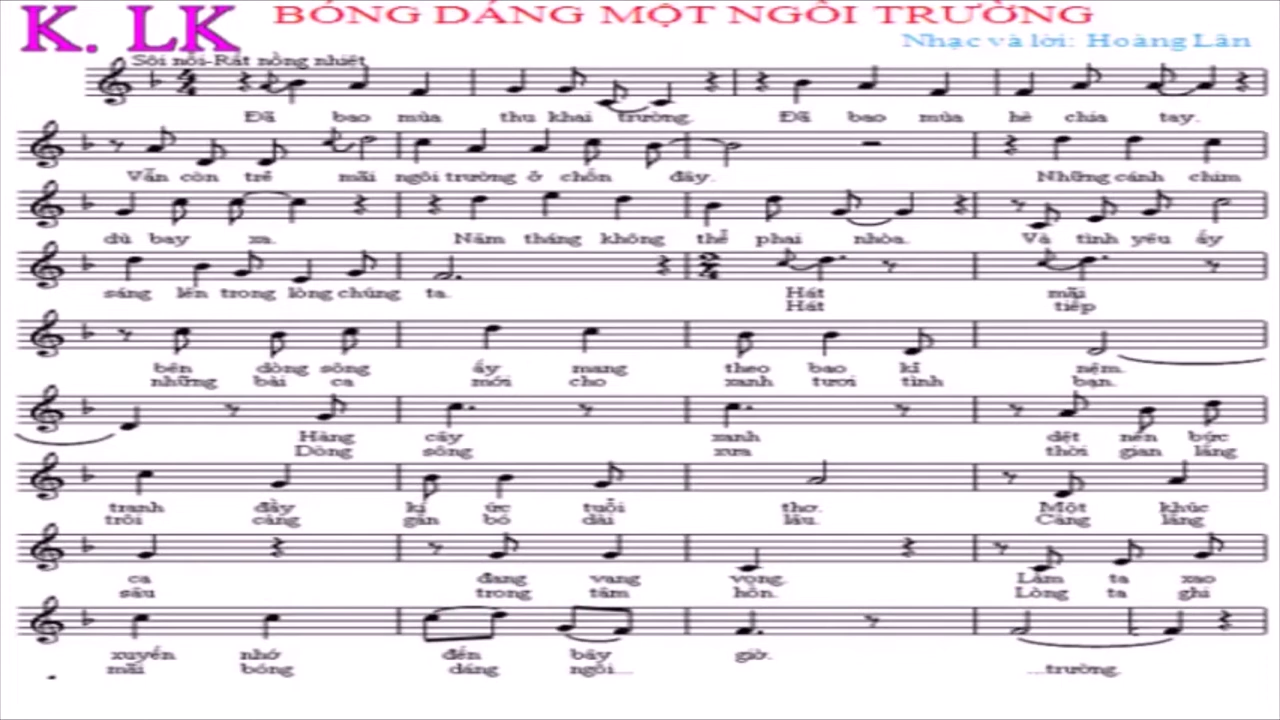 K. LK
BÓNG DÁNG MỘT NGÔI TRƯỜNG
Nhạc và lời: Hoàng Lân
Sôi nổi-Rất nồng nhiệt
Đã bao mùa thu khai trường. Đã bao mùa hè chia tay.
Vẫn còn trẻ mãi ngôi trường ở chốn đây. Những cánh chim
dù bay xa. Năm tháng không thể phai nhòa. Và tình yêu ấy
sáng lên trong lòng chúng ta. Hát mãi
Hát tiếp
bên dòng sông ấy mang theo bao kỉ niệm.
những bài ca mới cho xanh tươi tình bạn.
Hàng cây xanh dệt nên bức
Dòng sông xưa thời gian lắng
tranh đầy kí ức tuổi thơ. Một khúc
trôi càng gắn bó dài lâu. Càng lắng
ca đang vang vọng. Làm ta xao
sâu trong tâm hồn. Lòng ta ghi
xuyến nhớ đến bây giờ.
mãi bóng dáng ngôi... ...trường.